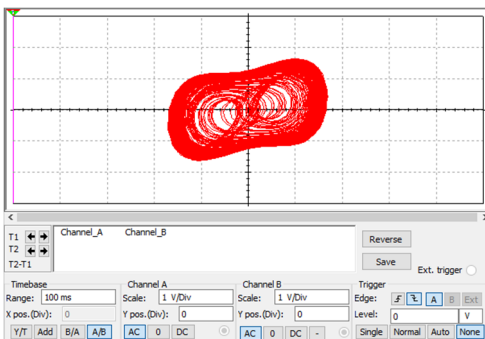 T1
T2
T2-T1
Channel_A Channel_B
Reverse
Save
Ext. trigger
Timebase
Range: 100 ms
X pos.(Div): 0
Y/T Add B/A A/B
Channel A
Scale: 1 V/Div
Y pos.(Div): 0
AC 0 DC
Channel B
Scale: 1 V/Div
Y pos.(Div): 0
AC 0 DC -
Trigger
Edge: A B Ext
Level: 0 V
Single Normal Auto None